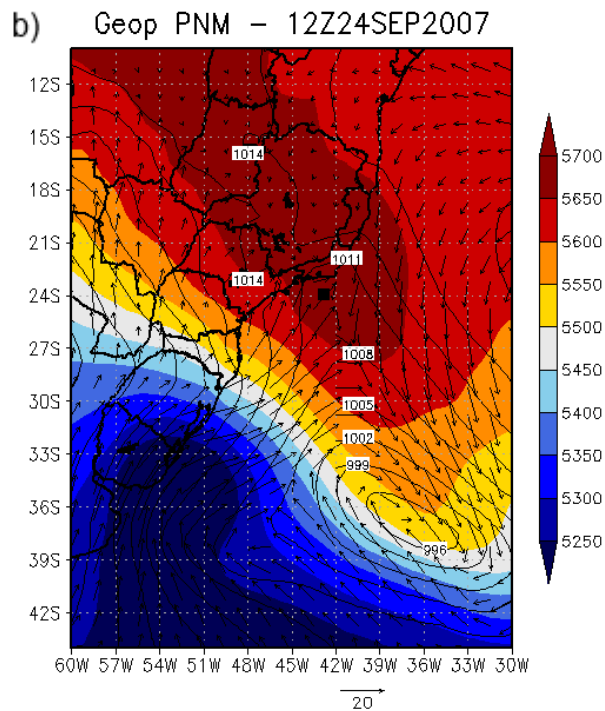 b) Geop PNM – 12Z24SEP2007
12S
15S
18S
21S
24S
27S
30S
33S
36S
39S
42S
1014
1011
1014
1008
1005
1002
999
996
60W 57W 54W 51W 48W 45W 42W 39W 36W 33W 30W
20
5700
5650
5600
5550
5500
5450
5400
5350
5300
5250